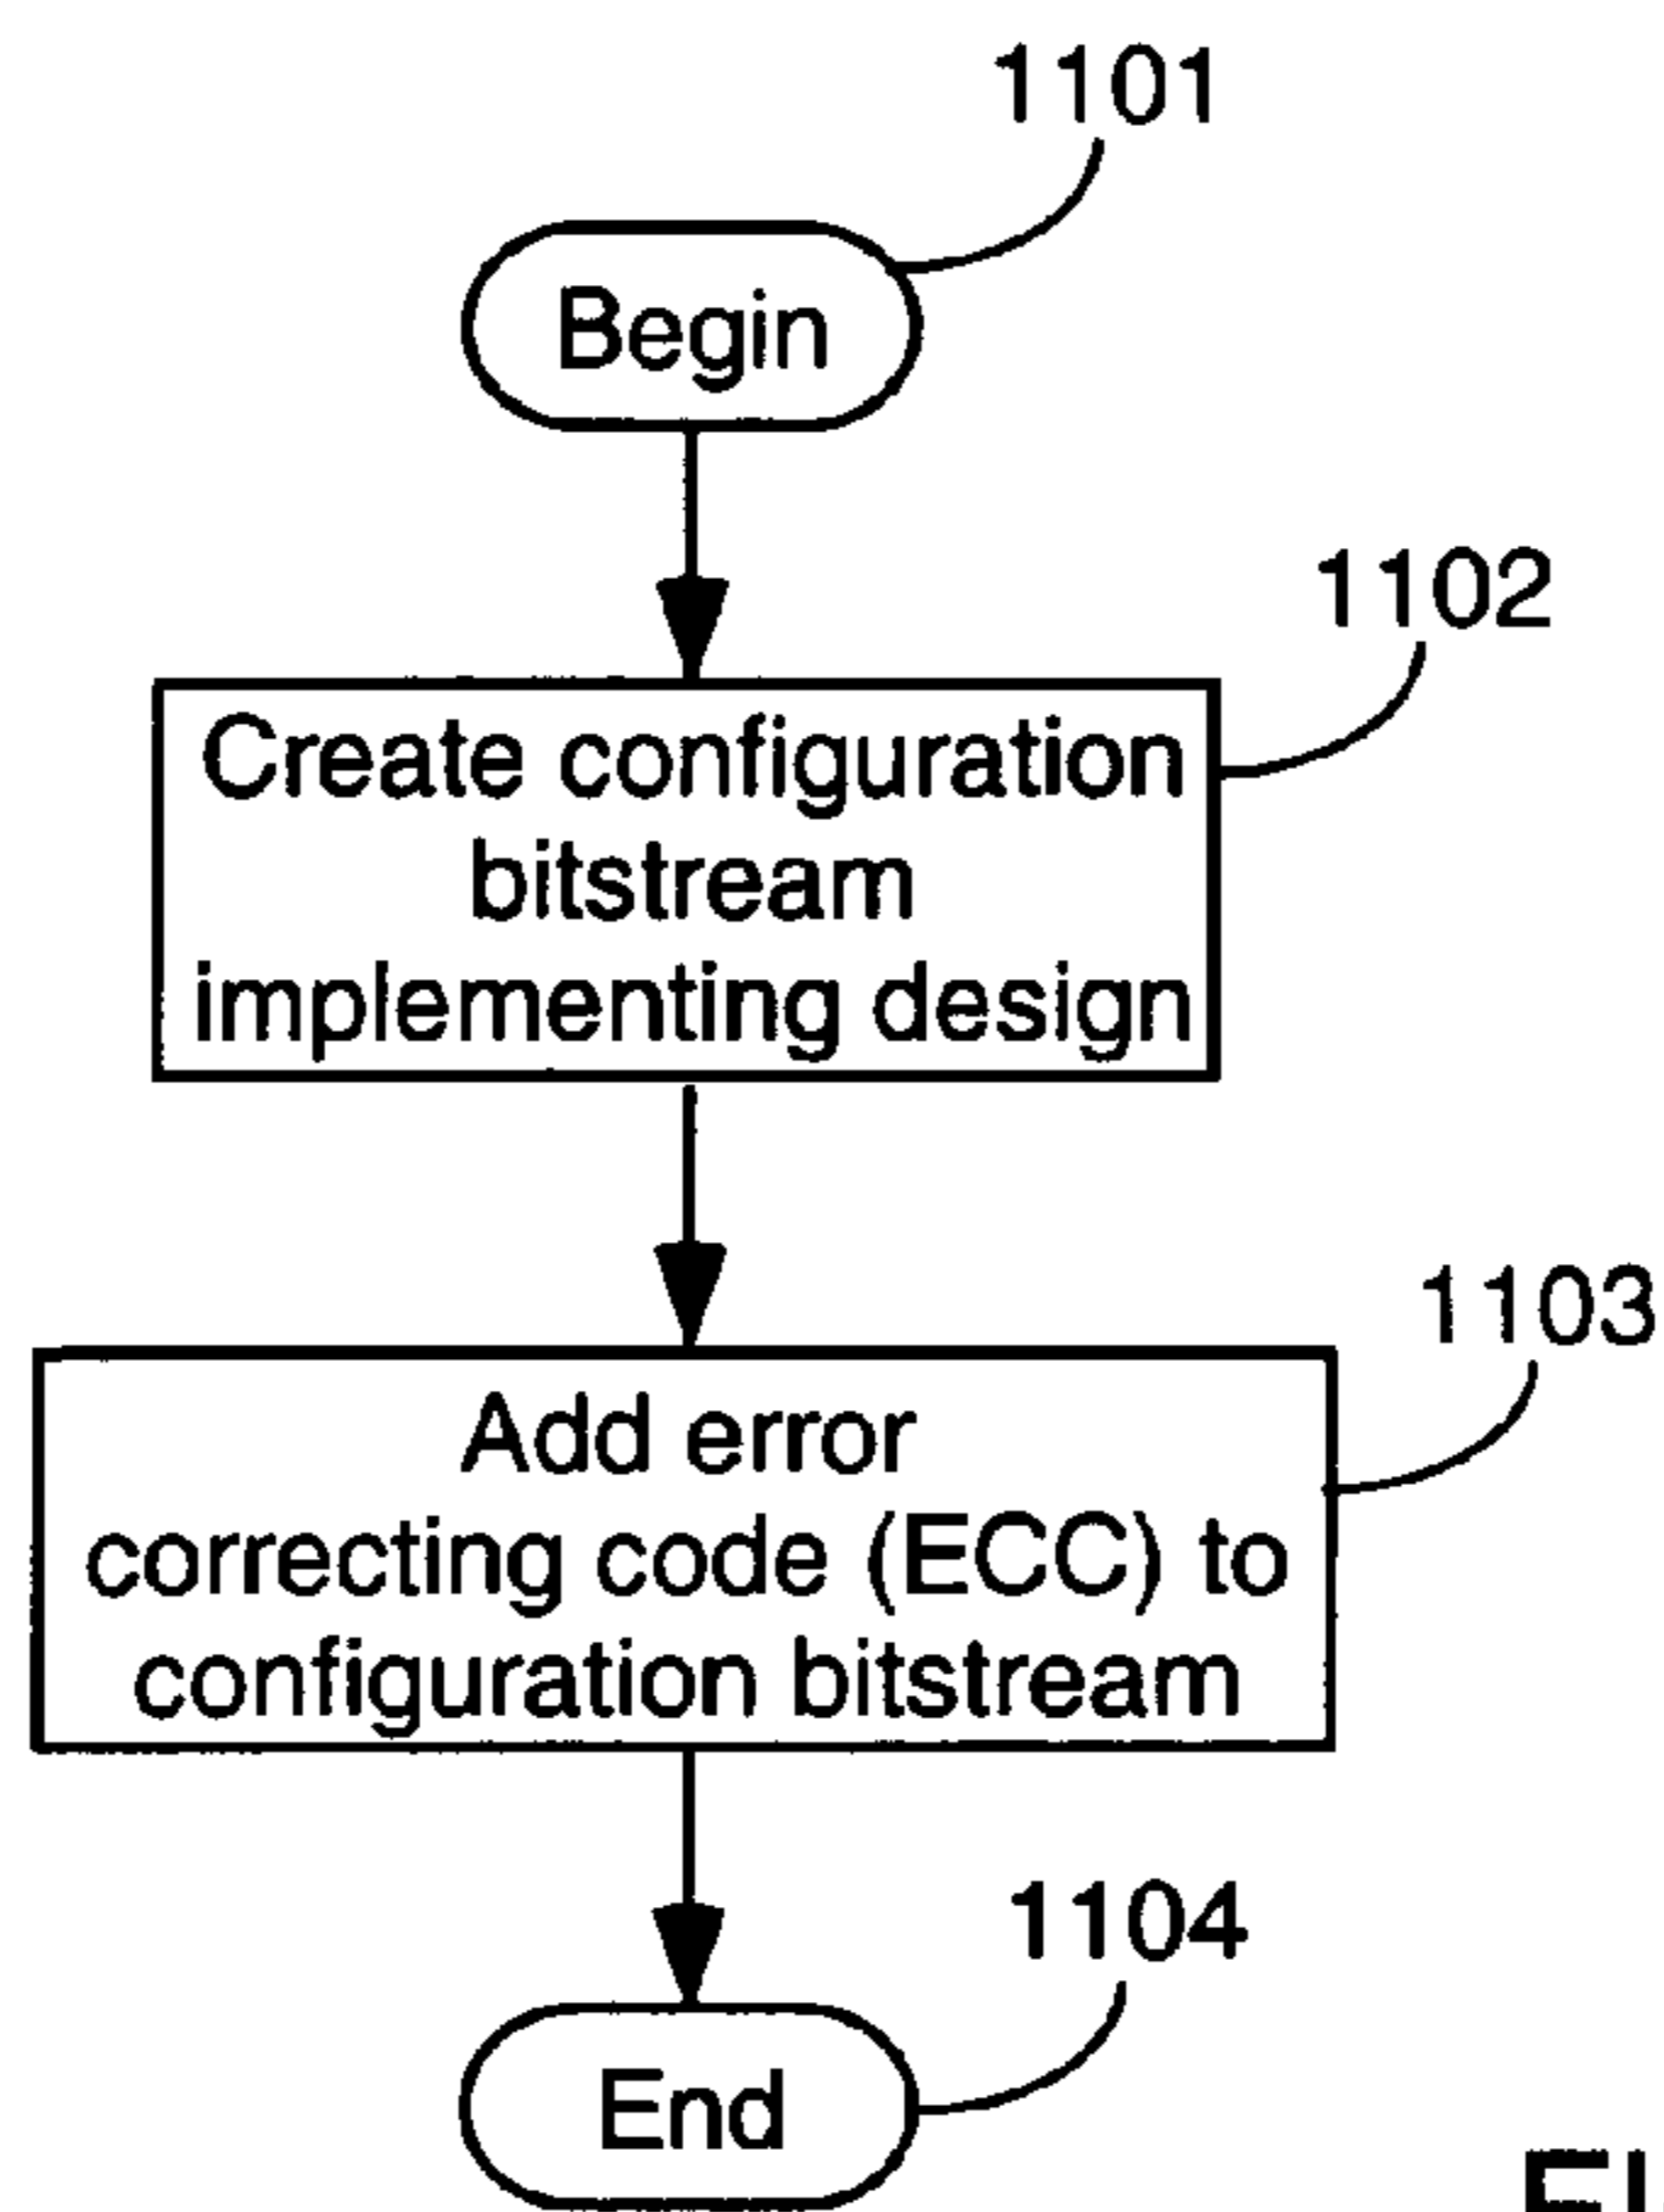 1101
Begin
1102
Create configuration
bitstream
implementing design
1103
Add error
correcting code (ECC) to
configuration bitstream
1104
End